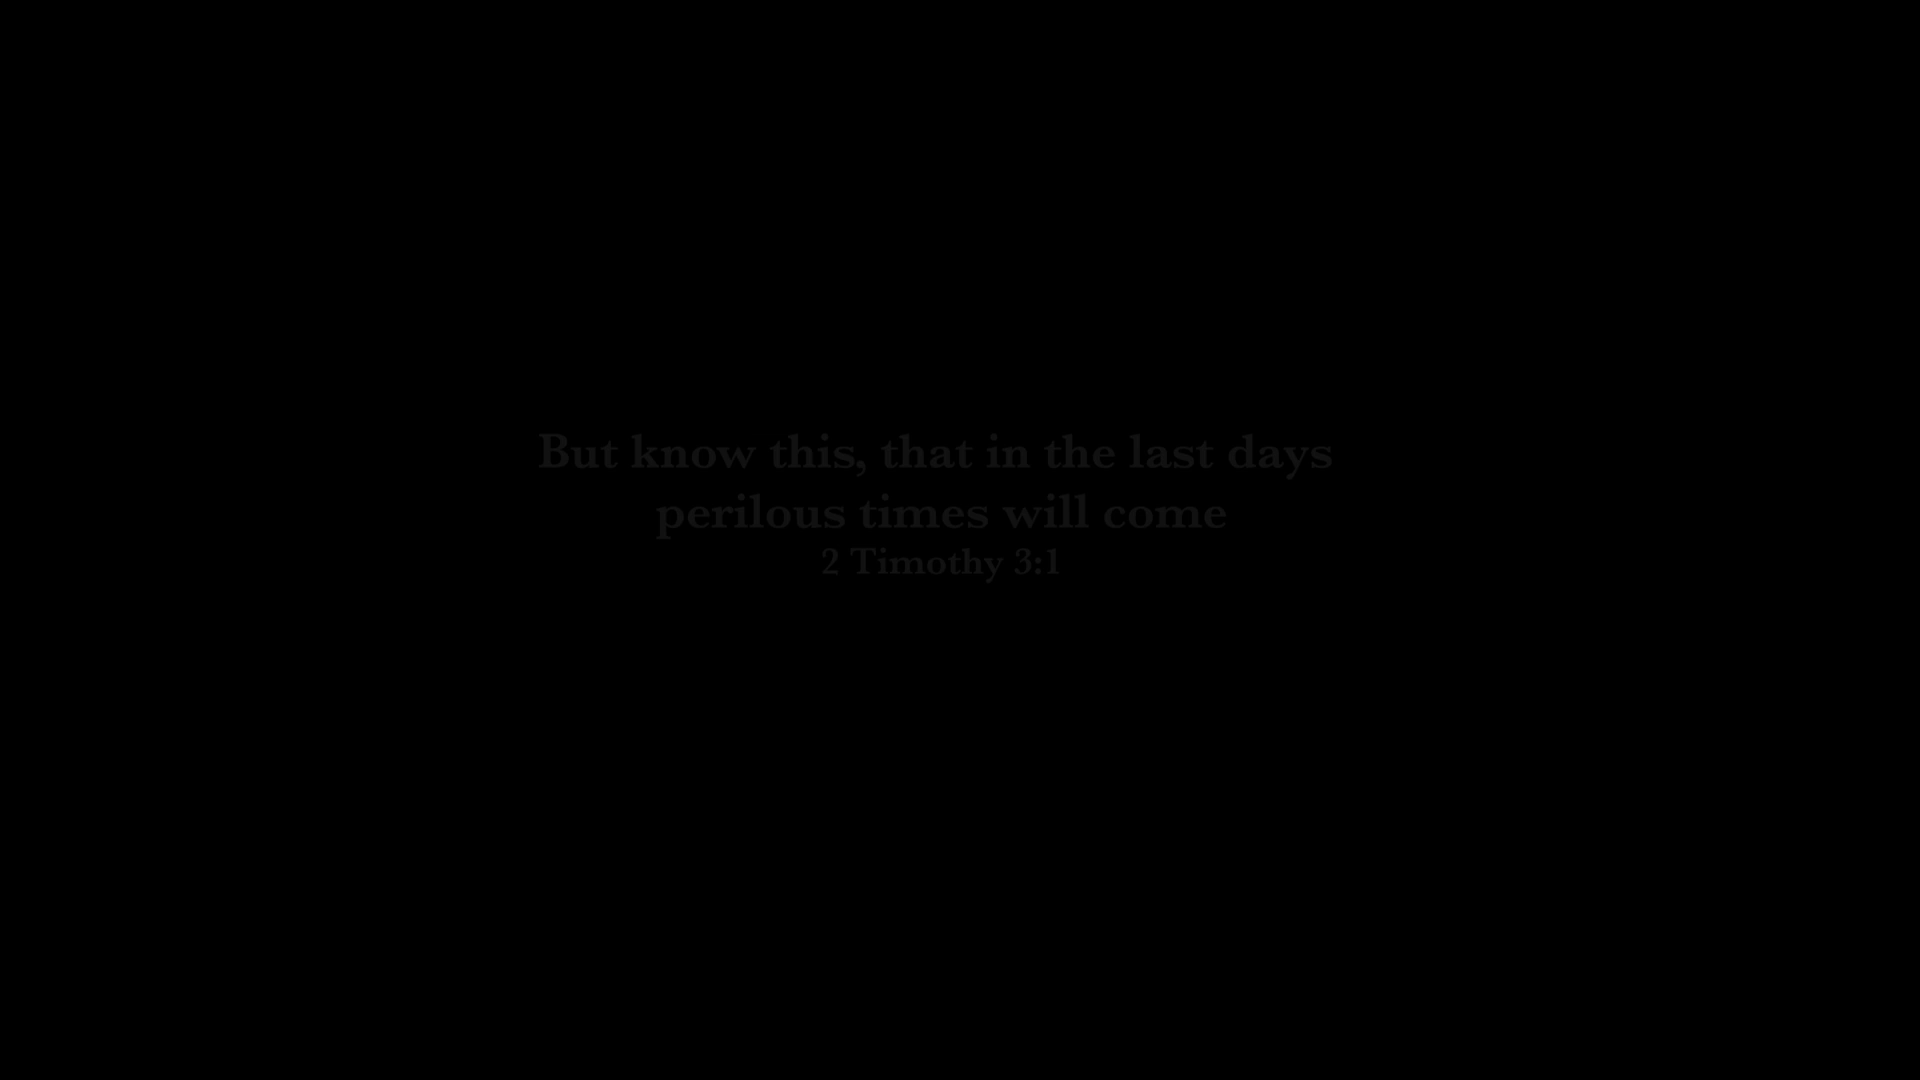 But know this, that in the last days
perilous times will come
2 Timothy 3:1